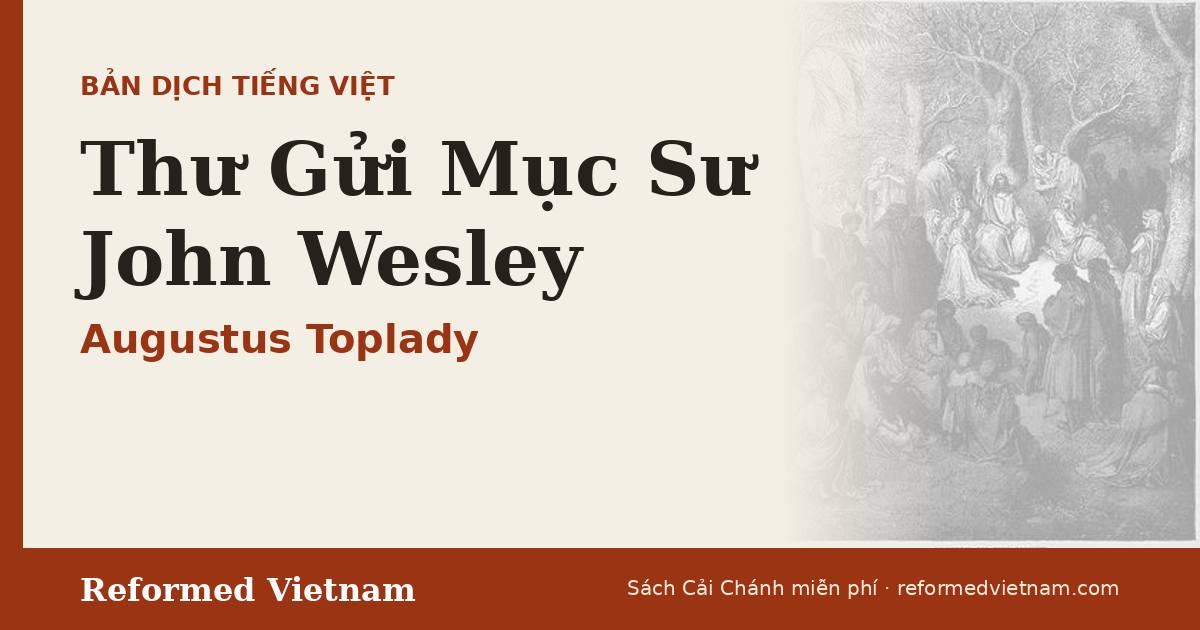 BẢN DỊCH TIẾNG VIỆT
Thư Gửi Mục Sư
John Wesley
Augustus Toplady
Reformed Vietnam
Sách Cải Chánh miễn phí · reformedvietnam.com